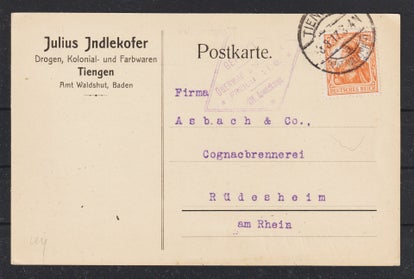 Julius Jndlekofer
Drogen, Kolonial- und Farbwaren
Tiengen
Amt Waldshut, Baden
Postkarte.
DEUTSCHES REICH
Firma
Asbach & Co.,
Cognacbrennerei
Rüdesheim
am Rhein